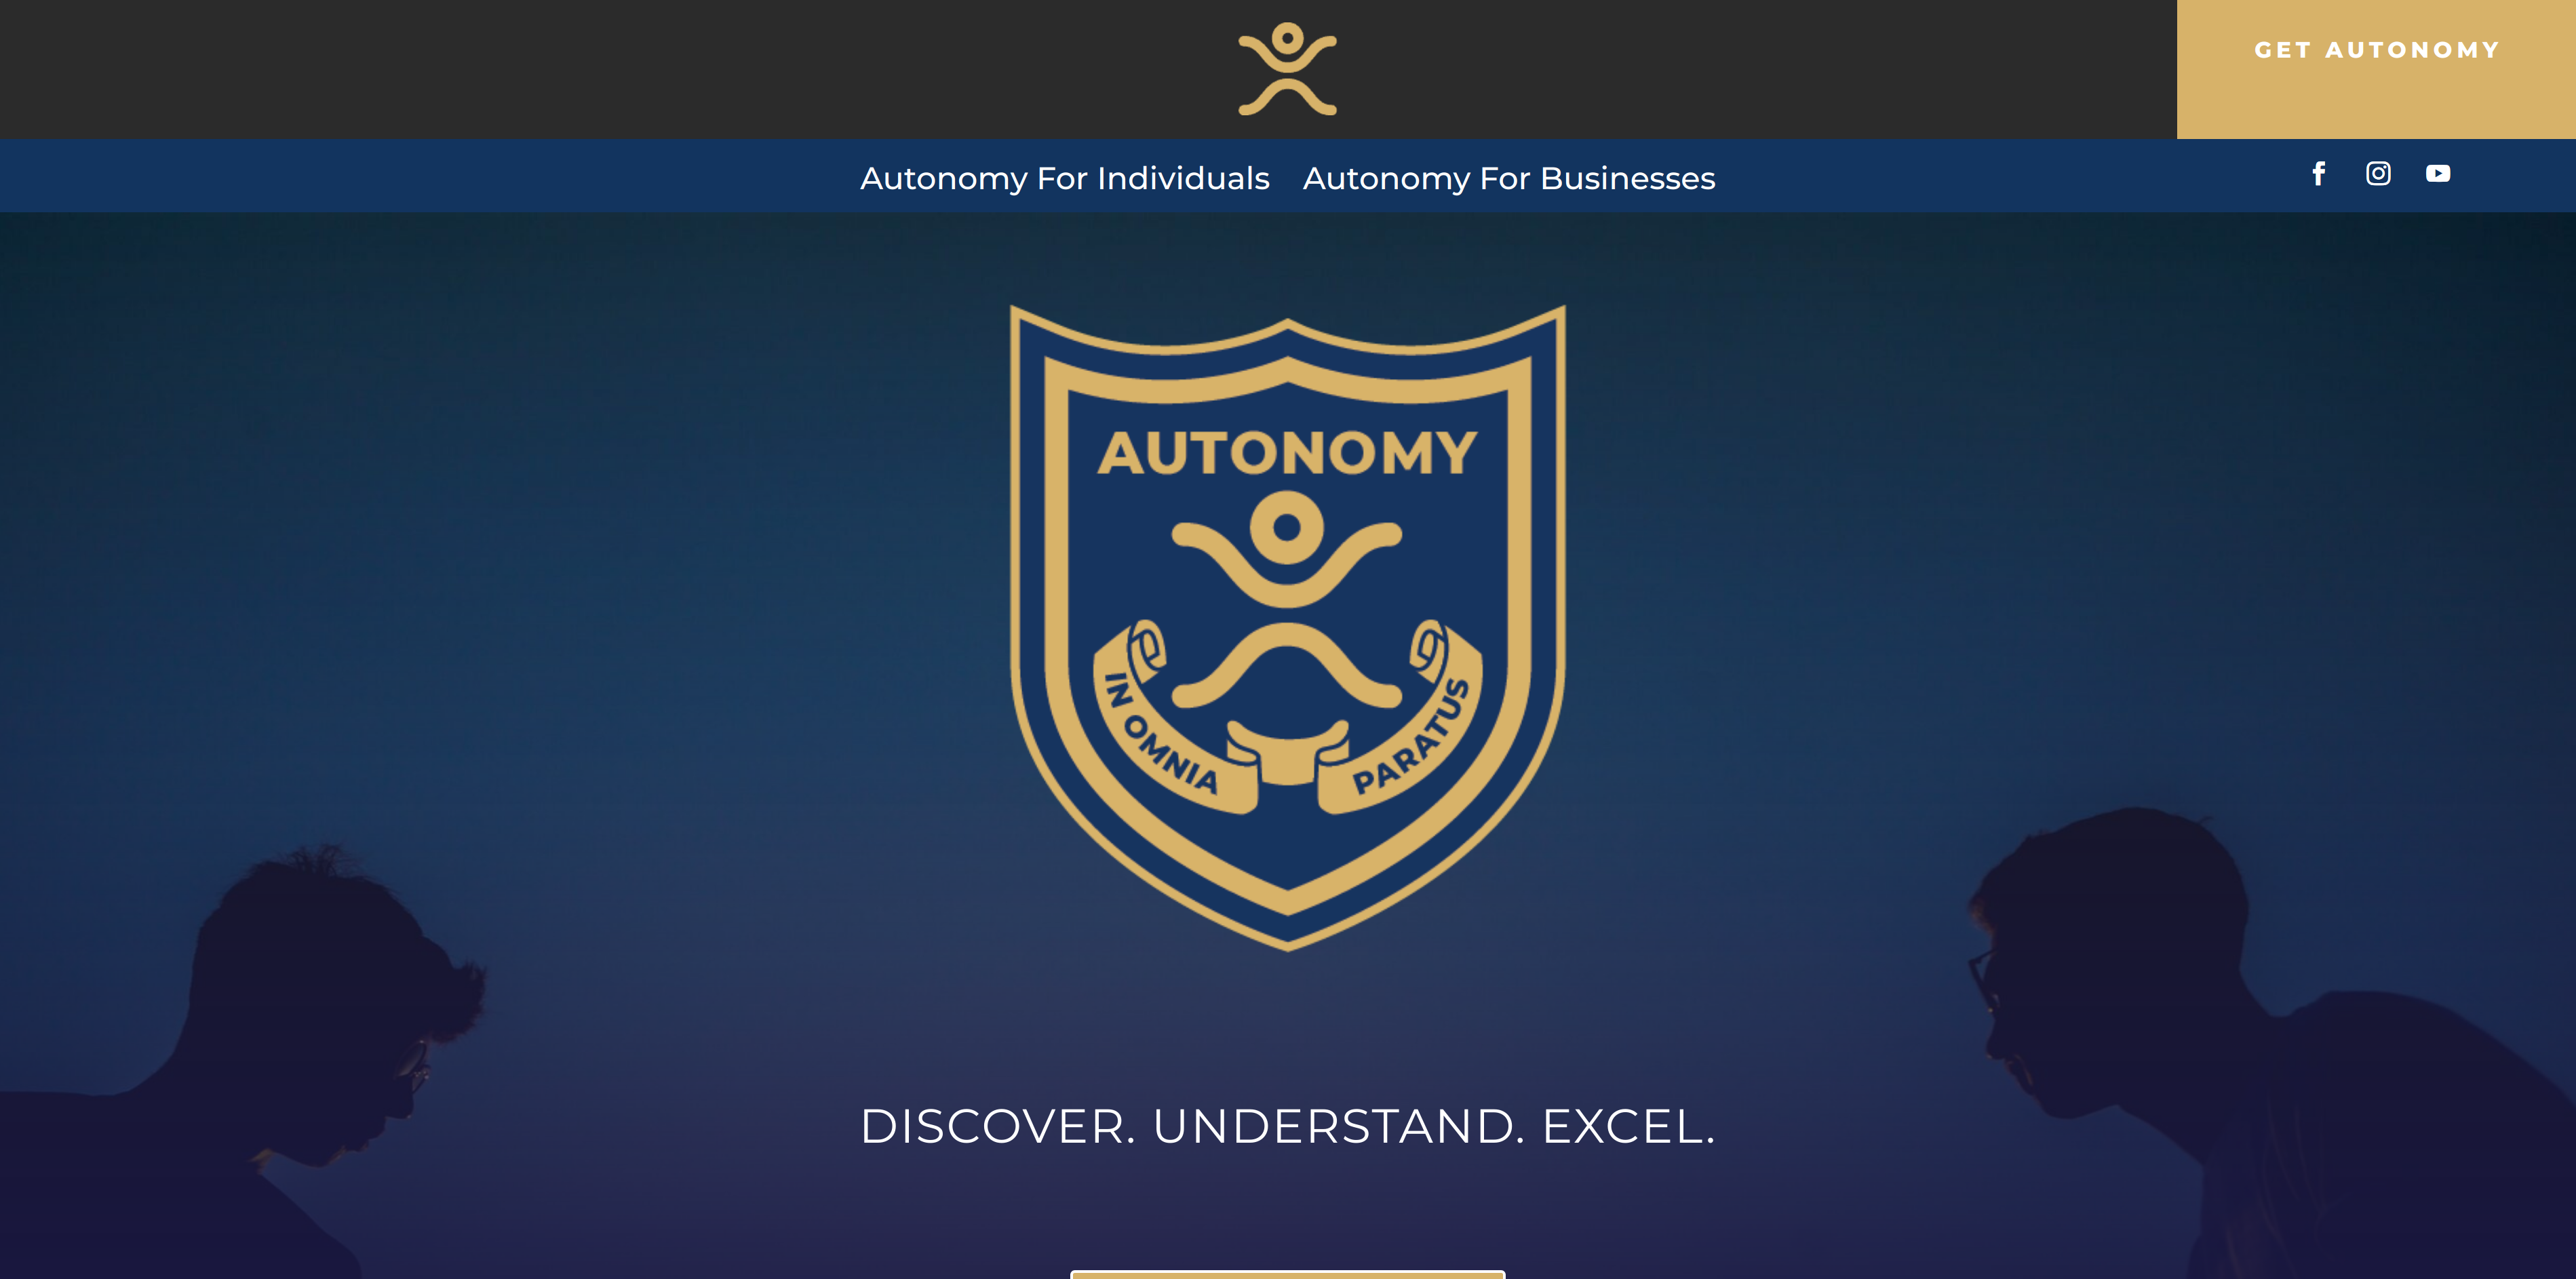 GET AUTONOMY
Autonomy For Individuals
Autonomy For Businesses
AUTONOMY
IN OMNIA
PARATUS
DISCOVER. UNDERSTAND. EXCEL.